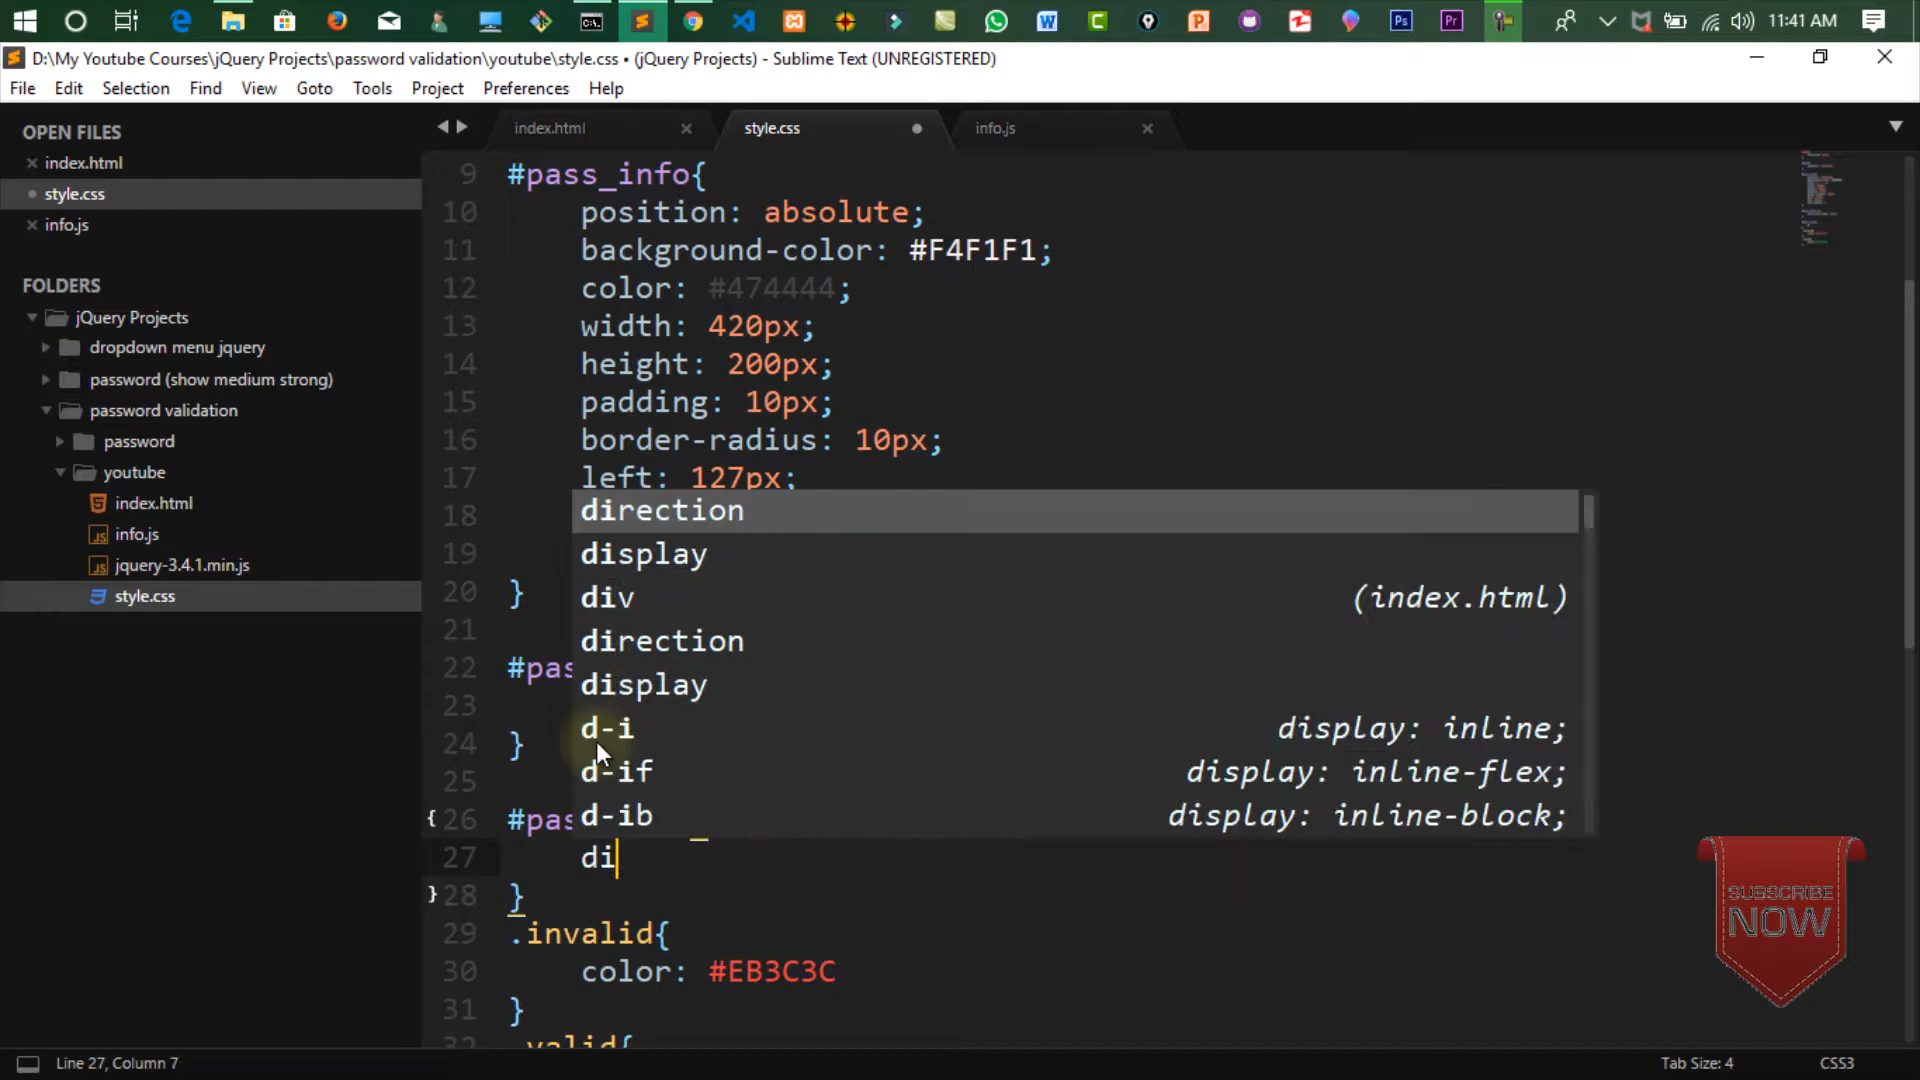 11:41 AM
D:\My Youtube Courses\jQuery Projects\password validation\youtube\style.css • (jQuery Projects) - Sublime Text (UNREGISTERED)
File Edit Selection Find View Goto Tools Project Preferences Help
OPEN FILES
index.html
style.css
info.js
FOLDERS
jQuery Projects
dropdown menu jquery
password (show medium strong)
password validation
password
youtube
index.html
info.js
jquery-3.4.1.min.js
style.css
index.html style.css info.js
9 #pass_info{
10 position: absolute;
11 background-color: #F4F1F1;
12 color: #474444;
13 width: 420px;
14 height: 200px;
15 padding: 10px;
16 border-radius: 10px;
17 left: 127px;
18
19
20 }
21
22 #pas
23
24 }
25
26 #pas
27 di
28 }
29 .invalid{
30 color: #EB3C3C
31 }
32 .valid{
direction
display
div (index.html)
direction
display
d-i display: inline;
d-if display: inline-flex;
d-ib display: inline-block;
SUBSCRIBE
NOW
Line 27, Column 7
Tab Size: 4
CSS3